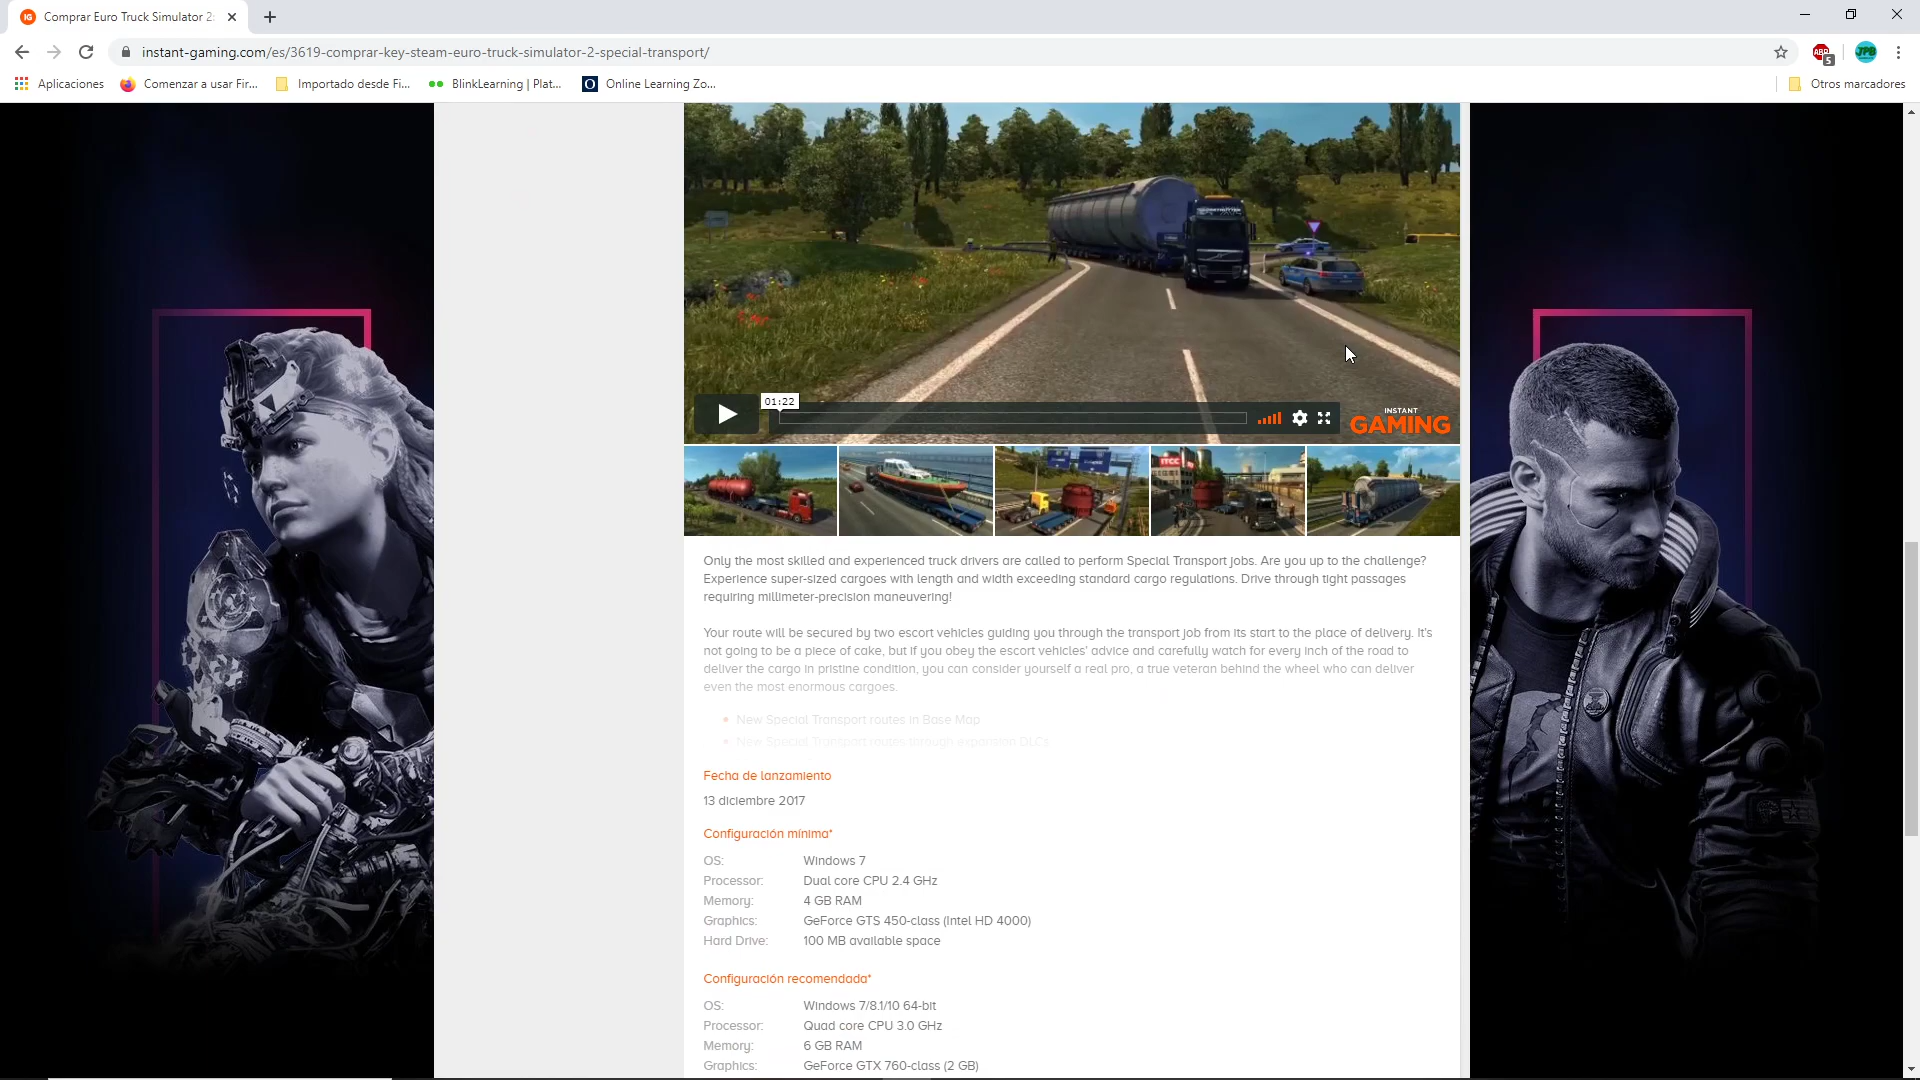 Comprar Euro Truck Simulator 2:
instant-gaming.com/es/3619-comprar-key-steam-euro-truck-simulator-2-special-transport/
ABP
5
JPB
Aplicaciones
Comenzar a usar Fir...
Importado desde Fi...
BlinkLearning | Plat...
Online Learning Zo...
Otros marcadores
01:22
INSTANT
GAMING
ITCC
Only the most skilled and experienced truck drivers are called to perform Special Transport jobs. Are you up to the challenge?
Experience super-sized cargoes with length and width exceeding standard cargo regulations. Drive through tight passages
requiring millimeter-precision maneuvering!
Your route will be secured by two escort vehicles guiding you through the transport job from its start to the place of delivery. It's
not going to be a piece of cake, but if you obey the escort vehicles' advice and carefully watch for every inch of the road to
deliver the cargo in pristine condition, you can consider yourself a real pro, a true veteran behind the wheel who can deliver
even the most enormous cargoes.
New Special Transport routes in Base Map
New Special Transport routes through expansion DLCs
Fecha de lanzamiento
13 diciembre 2017
Configuración mínima*
OS: Windows 7
Processor: Dual core CPU 2.4 GHz
Memory: 4 GB RAM
Graphics: GeForce GTS 450-class (Intel HD 4000)
Hard Drive: 100 MB available space
Configuración recomendada*
OS: Windows 7/8.1/10 64-bit
Processor: Quad core CPU 3.0 GHz
Memory: 6 GB RAM
Graphics: GeForce GTX 760-class (2 GB)